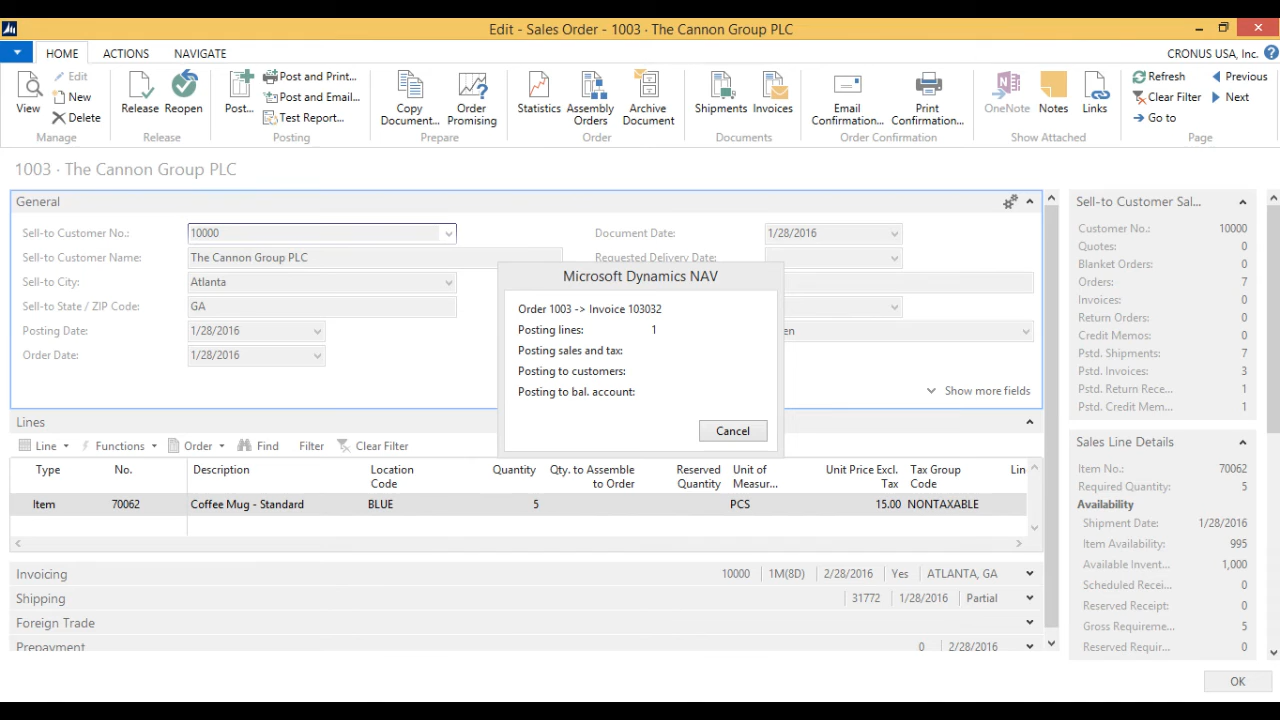 Edit - Sales Order - 1003 · The Cannon Group PLC
HOME ACTIONS NAVIGATE CRONUS USA, Inc.
View Edit New Delete Manage
Release Reopen Release
Post... Post and Print... Post and Email... Test Report... Posting
Copy Document... Order Promising Prepare
Statistics Assembly Orders Archive Document Order
Shipments Invoices Documents
Email Confirmation... Print Confirmation... Order Confirmation
OneNote Notes Links Show Attached
Refresh Clear Filter Go to Previous Next Page
1003 · The Cannon Group PLC
General
Sell-to Customer No.: 10000
Sell-to Customer Name: The Cannon Group PLC
Sell-to City: Atlanta
Sell-to State / ZIP Code: GA
Posting Date: 1/28/2016
Order Date: 1/28/2016
Document Date: 1/28/2016
Requested Delivery Date:
en
Show more fields
Microsoft Dynamics NAV
Order 1003 -> Invoice 103032
Posting lines: 1
Posting sales and tax:
Posting to customers:
Posting to bal. account:
Cancel
Lines
Line Functions Order Find Filter Clear Filter
Type No. Description Location Code Quantity Qty. to Assemble to Order Reserved Quantity Unit of Measur... Unit Price Excl. Tax Tax Group Code Lin
Item 70062 Coffee Mug - Standard BLUE 5 PCS 15.00 NONTAXABLE
Invoicing 10000 1M(8D) 2/28/2016 Yes ATLANTA, GA
Shipping 31772 1/28/2016 Partial
Foreign Trade
Prepayment 0 2/28/2016
Sell-to Customer Sal...
Customer No.: 10000
Quotes: 0
Blanket Orders: 0
Orders: 7
Invoices: 0
Return Orders: 0
Credit Memos: 0
Pstd. Shipments: 7
Pstd. Invoices: 3
Pstd. Return Rece... 1
Pstd. Credit Mem... 1
Sales Line Details
Item No.: 70062
Required Quantity: 5
Availability
Shipment Date: 1/28/2016
Item Availability: 995
Available Invent... 1,000
Scheduled Recei... 0
Reserved Receipt: 0
Gross Requireme... 5
Reserved Requir... 0
OK